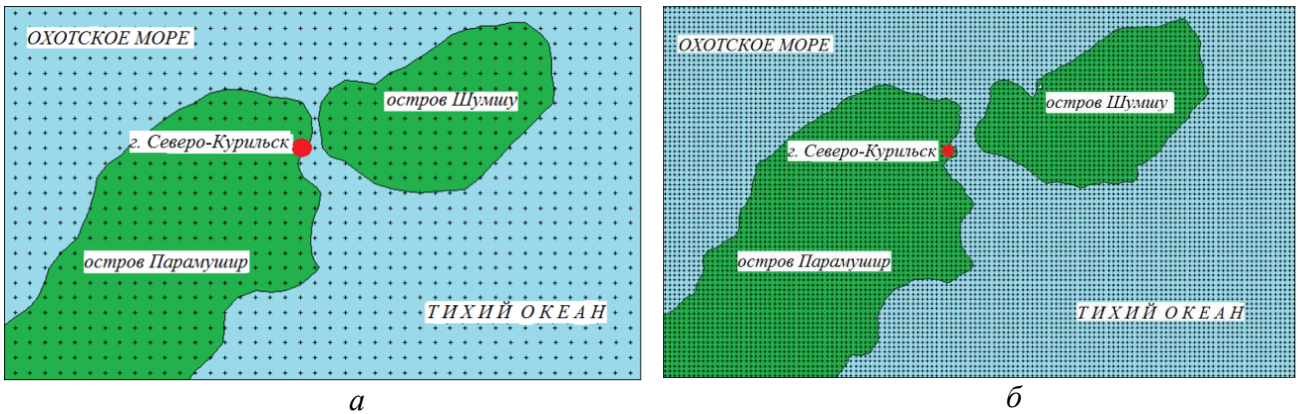 ОХОТСКОЕ МОРЕ
остров Шумшу
г. Северо-Курильск
остров Парамушир
ТИХИЙ ОКЕАН
а
ОХОТСКОЕ МОРЕ
остров Шумшу
г. Северо-Курильск
остров Парамушир
ТИХИЙ ОКЕАН
б